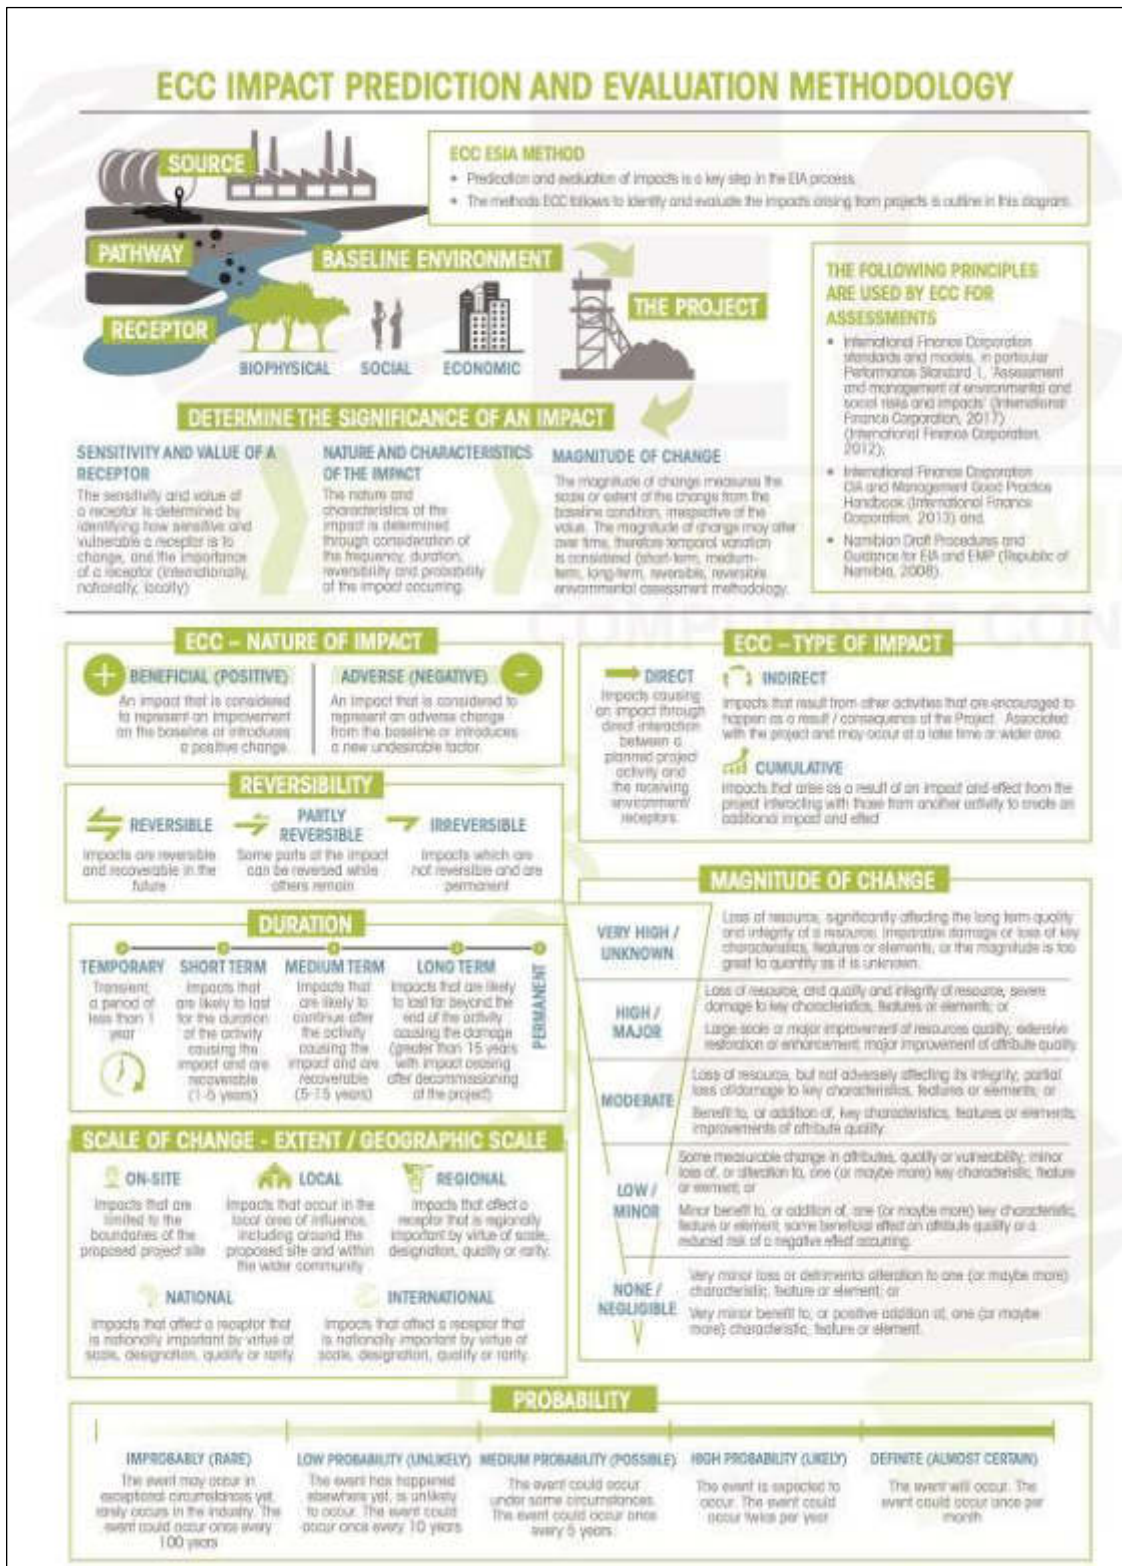 ECC IMPACT PREDICTION AND EVALUATION METHODOLOGY
SOURCE
PATHWAY
RECEPTOR
ECC ESIA METHOD
• Predication and evaluation of impacts is a key step in the EIA process.
• The methods ECC follows to identify and evaluate the impacts arising from projects is outline in this diagram.
BASELINE ENVIRONMENT
BIOPHYSICAL
SOCIAL
ECONOMIC
THE PROJECT
THE FOLLOWING PRINCIPLES
ARE USED BY ECC FOR
ASSESSMENTS
• International Finance Corporation
standards and models, in particular
Performance Standard 1, 'Assessment
and management of environmental and
social risks and impacts' (International
Finance Corporation, 2017)
(International Finance Corporation,
2012);
• International Finance Corporation
CIA and Management Good Practice
Handbook (International Finance
Corporation, 2013) and,
• Namibian Draft Procedures and
Guidance for EIA and EMP (Republic of
Namibia, 2008).
DETERMINE THE SIGNIFICANCE OF AN IMPACT
SENSITIVITY AND VALUE OF A
RECEPTOR
The sensitivity and value of
a receptor is determined by
identifying how sensitive and
vulnerable a receptor is to
change, and the importance
of a receptor (internationally,
nationally, locally)
NATURE AND CHARACTERISTICS
OF THE IMPACT
The nature and
characteristics of the
impact is determined
through consideration of
the frequency, duration,
reversibility and probability
of the impact occurring.
MAGNITUDE OF CHANGE
The magnitude of change measures the
scale or extent of the change from the
baseline condition, irrespective of the
value. The magnitude of change may alter
over time, therefore temporal variation
is considered (short-term, medium-
term, long-term, reversible, reversible
environmental assessment methodology.
COMPLIANCE CON
ECC – NATURE OF IMPACT
+ BENEFICIAL (POSITIVE)
An impact that is considered
to represent an improvement
on the baseline or introduces
a positive change.
ADVERSE (NEGATIVE) -
An impact that is considered to
represent an adverse change
from the baseline or introduces
a new undesirable factor.
ECC – TYPE OF IMPACT
DIRECT
Impacts causing
an impact through
direct interaction
between a
planned project
activity and
the receiving
environment/
receptors.
INDIRECT
Impacts that result from other activities that are encouraged to
happen as a result / consequence of the Project. Associated
with the project and may occur at a later time or wider area
CUMULATIVE
Impacts that arise as a result of an impact and effect from the
project interacting with those from another activity to create an
additional impact and effect
REVERSIBILITY
REVERSIBLE
Impacts are reversible
and recoverable in the
future
PARTLY
REVERSIBLE
Some parts of the impact
can be reversed while
others remain
IRREVERSIBLE
Impacts which are
not reversible and are
permanent
DURATION
TEMPORARY
Transient,
a period of
less than 1
year
SHORT TERM
Impacts that
are likely to last
for the duration
of the activity
causing the
impact and are
recoverable
(1-5 years)
MEDIUM TERM
Impacts that
are likely to
continue after
the activity
causing the
impact and are
recoverable
(5-15 years)
LONG TERM
Impacts that are likely
to last far beyond the
end of the activity
causing the damage
(greater than 15 years
with impact ceasing
after decommissioning
of the project)
PERMANENT
MAGNITUDE OF CHANGE
VERY HIGH /
UNKNOWN
Loss of resource, significantly affecting the long term quality
and integrity of a resource. Irreparable damage or loss of key
characteristics, features or elements; or the magnitude is too
great to quantify as it is unknown.
HIGH /
MAJOR
Loss of resource, and quality and integrity of resource; severe
damage to key characteristics, features or elements; or
Large scale or major improvement of resources quality; extensive
restoration or enhancement; major improvement of attribute quality
MODERATE
Loss of resource, but not adversely affecting its integrity; partial
loss of/damage to key characteristics, features or elements; or
Benefit to, or addition of, key characteristics, features or elements;
improvements of attribute quality.
LOW /
MINOR
Some measurable change in attributes, quality or vulnerability; minor
loss of, or alteration to, one (or maybe more) key characteristic, feature
or element; or
Minor benefit to, or addition of, one (or maybe more) key characteristic,
feature or element; some beneficial effect on attribute quality or a
reduced risk of a negative effect occurring.
NONE /
NEGLIGIBLE
Very minor loss or detrimental alteration to one (or maybe more)
characteristic, feature or element; or
Very minor benefit to, or positive addition of, one (or maybe
more) characteristic, feature or element.
SCALE OF CHANGE - EXTENT / GEOGRAPHIC SCALE
ON-SITE
Impacts that are
limited to the
boundaries of the
proposed project site
LOCAL
Impacts that occur in the
local area of influence,
including around the
proposed site and within
the wider community
REGIONAL
Impacts that affect a
receptor that is regionally
important by virtue of scale,
designation, quality or rarity.
NATIONAL
Impacts that affect a receptor that
is nationally important by virtue of
scale, designation, quality or rarity.
INTERNATIONAL
Impacts that affect a receptor that
is nationally important by virtue of
scale, designation, quality or rarity.
PROBABILITY
IMPROBABLY (RARE)
The event may occur in
exceptional circumstances yet,
rarely occurs in the industry. The
event could occur once every
100 years
LOW PROBABILITY (UNLIKELY)
The event has happened
elsewhere yet, is unlikely
to occur. The event could
occur once every 10 years
MEDIUM PROBABILITY (POSSIBLE)
The event could occur
under some circumstances.
The event could occur once
every 5 years
HIGH PROBABILITY (LIKELY)
The event is expected to
occur. The event could
occur twice per year
DEFINITE (ALMOST CERTAIN)
The event will occur. The
event could occur once per
month